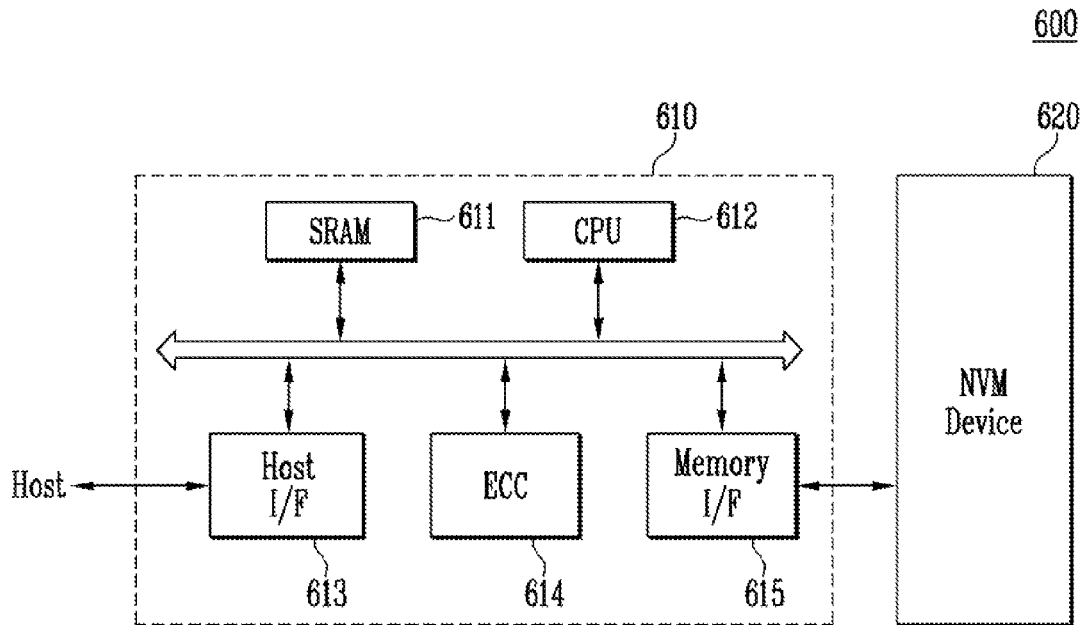 600
610
620
SRAM
611
CPU
612
NVM
Device
Host
Host
I/F
ECC
Memory
I/F
613
614
615